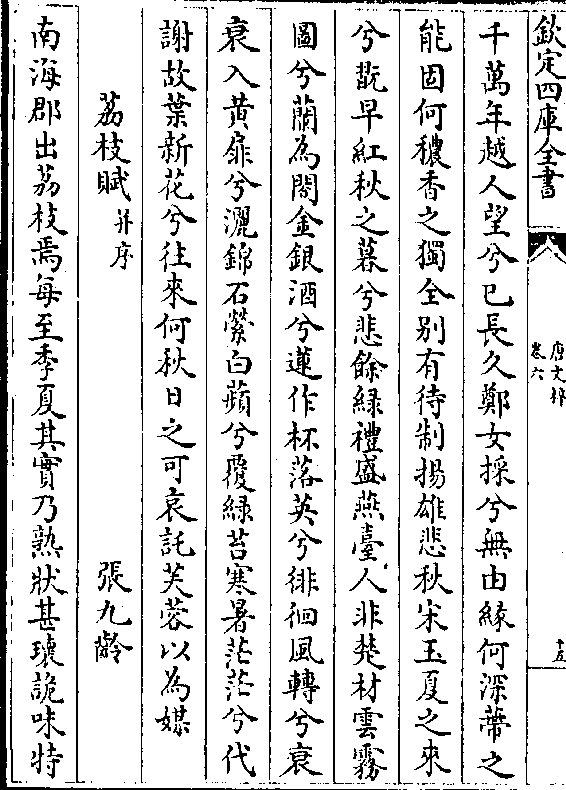 欽定四庫全書
唐文粹
卷六
十五
千萬年越人望兮已長久鄭女採兮無由緣何深蔕之
能固何穠香之獨全别有待制揚雄悲秋宋玉夏之來
兮翫早紅秋之暮兮悲餘緑禮盛燕臺人非楚材雲霧
圖兮蘭為閣金銀酒兮蓮作杯落英兮徘徊風轉兮衰
衰入黄扉兮灑錦石縈白蘋兮覆緑苔寒暑茫茫兮代
謝故葉新花兮往來何秋日之可哀託芙蓉以為媒
荔枝賦并序
張九齡
南海郡出荔枝焉每至季夏其實乃熟狀甚瓌詭味特